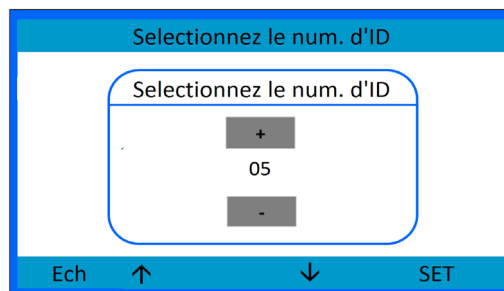 Selectionnez le num. d'ID
Selectionnez le num. d'ID
+
05
-
Ech ↑ ↓ SET